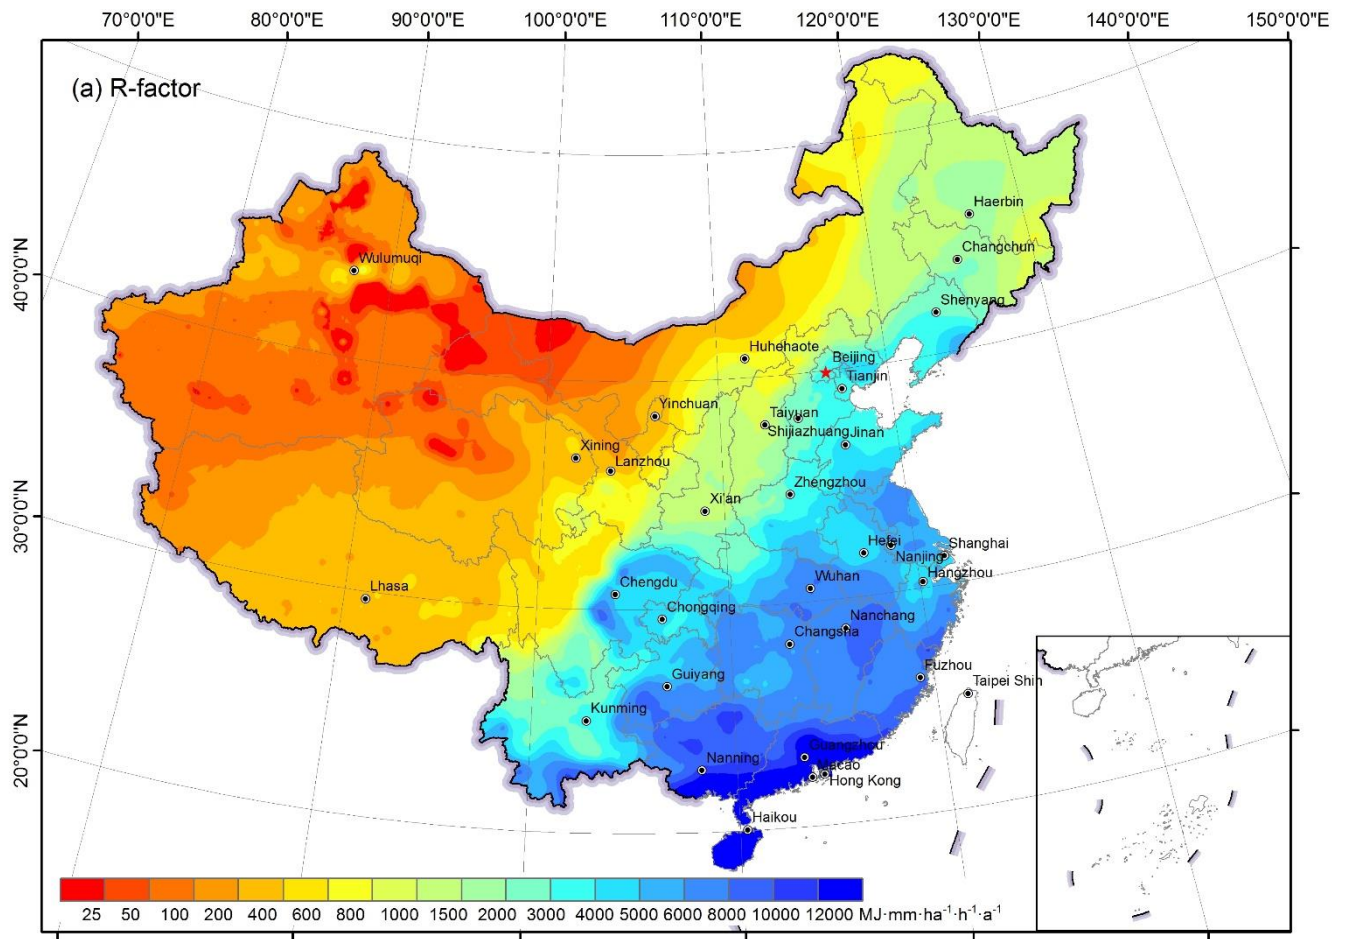 70°0'0"E 80°0'0"E 90°0'0"E 100°0'0"E 110°0'0"E 120°0'0"E 130°0'0"E 140°0'0"E 150°0'0"E
(a) R-factor
Haerbin
Changchun
Wulumuqi
40°0'0"N
Shenyang
Huhehaote
Beijing
Tianjin
Yinchuan
Taiyuan
Shijiazhuang
Jinan
Xining
Lanzhou
Zhengzhou
Xi'an
30°0'0"N
Hefei
Shanghai
Nanjing
Hangzhou
Chengdu
Wuhan
Lhasa
Chongqing
Nanchang
Changsha
Fuzhou
Guiyang
Taipei Shin
Kunming
20°0'0"N
Guangzhou
Nanning
Macao
Hong Kong
Haikou
25 50 100 200 400 600 800 1000 1500 2000 3000 4000 5000 6000 8000 10000 12000 MJ·mm·ha⁻¹·h⁻¹·a⁻¹